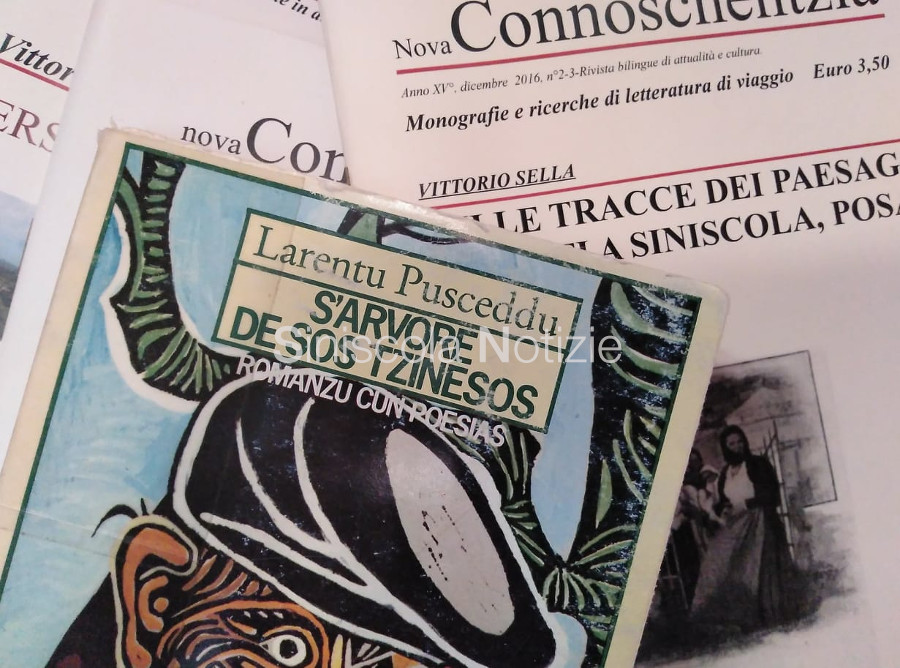 Vittor
ERS
nova Con
Nova Connoschentzia
Anno XV°, dicembre 2016, n°2-3-Rivista bilingue di attualità e cultura.
Monografie e ricerche di letteratura di viaggio Euro 3,50
VITTORIO SELLA
LLE TRACCE DEI PAESAG
LA SINISCOLA, POSA
Larentu Pusceddu
S'ARVORE
DE SOS TZINESOS
ROMANZU CUN POESIAS
Siniscola Notizie